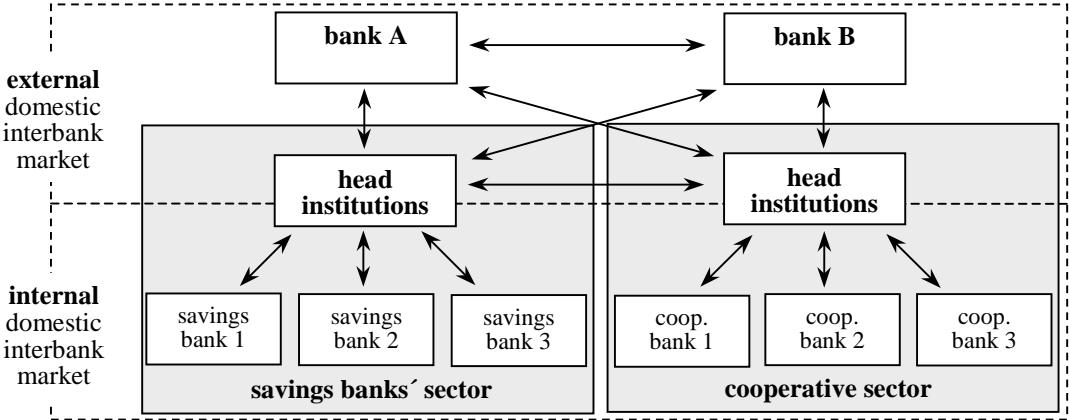 bank A
bank B
external
domestic
interbank
market
head
institutions
head
institutions
internal
domestic
interbank
market
savings
bank 1
savings
bank 2
savings
bank 3
coop.
bank 1
coop.
bank 2
coop.
bank 3
savings banks´ sector
cooperative sector